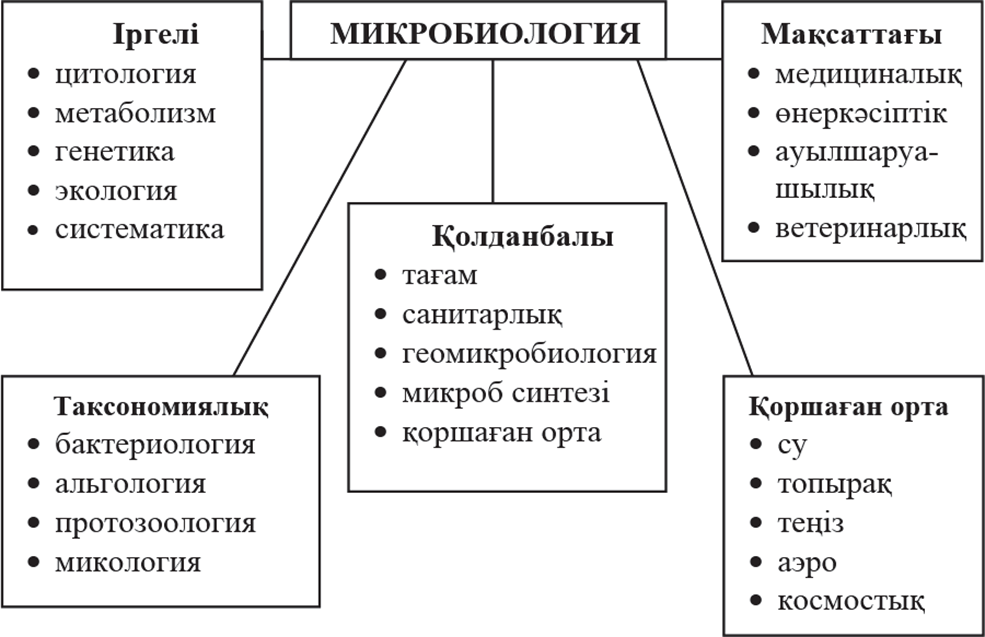 МИКРОБИОЛОГИЯ
Іргелі
• цитология
• метаболизм
• генетика
• экология
• систематика
Мақсаттағы
• медициналық
• өнеркәсіптік
• ауылшаруа-
шылық
• ветеринарлық
Қолданбалы
• тағам
• санитарлық
• геомикробиология
• микроб синтезі
• қоршаған орта
Таксономиялық
• бактериология
• альгология
• протозоология
• микология
Қоршаған орта
• су
• топырақ
• теңіз
• аэро
• космостық